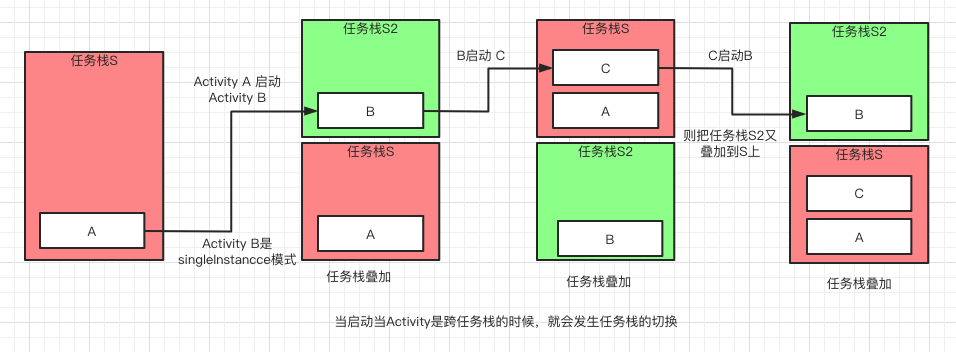 任务栈S
A
Activity A 启动
Activity B
Activity B是
singleInstancce模式
任务栈S2
B
任务栈S
A
任务栈叠加
B启动 C
任务栈S
C
A
任务栈S2
B
任务栈叠加
C启动B
则把任务栈S2又
叠加到S上
任务栈S2
B
任务栈S
C
A
任务栈叠加
当启动当Activity是跨任务栈的时候，就会发生任务栈的切换